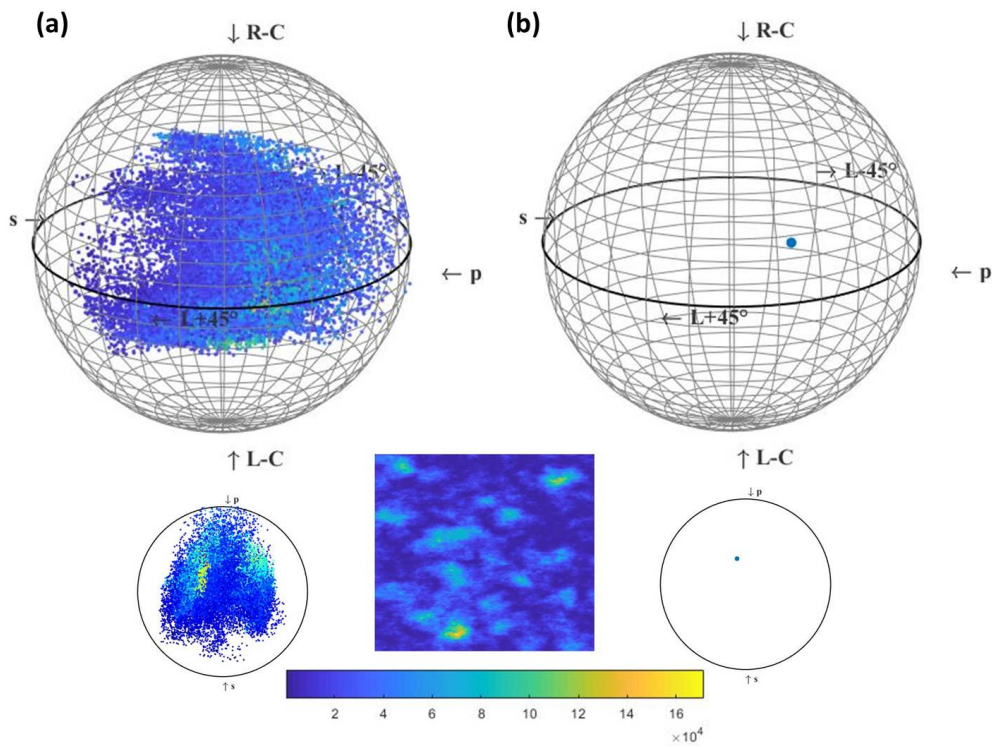 (a)
↓ R-C
L-45°
s →
← p
← L+45°
↑ L-C
(b)
↓ R-C
→ L-45°
s →
← p
← L+45°
↑ L-C
↓ p
↑ s
↓ p
↑ s
2 4 6 8 10 12 14 16
×10⁴